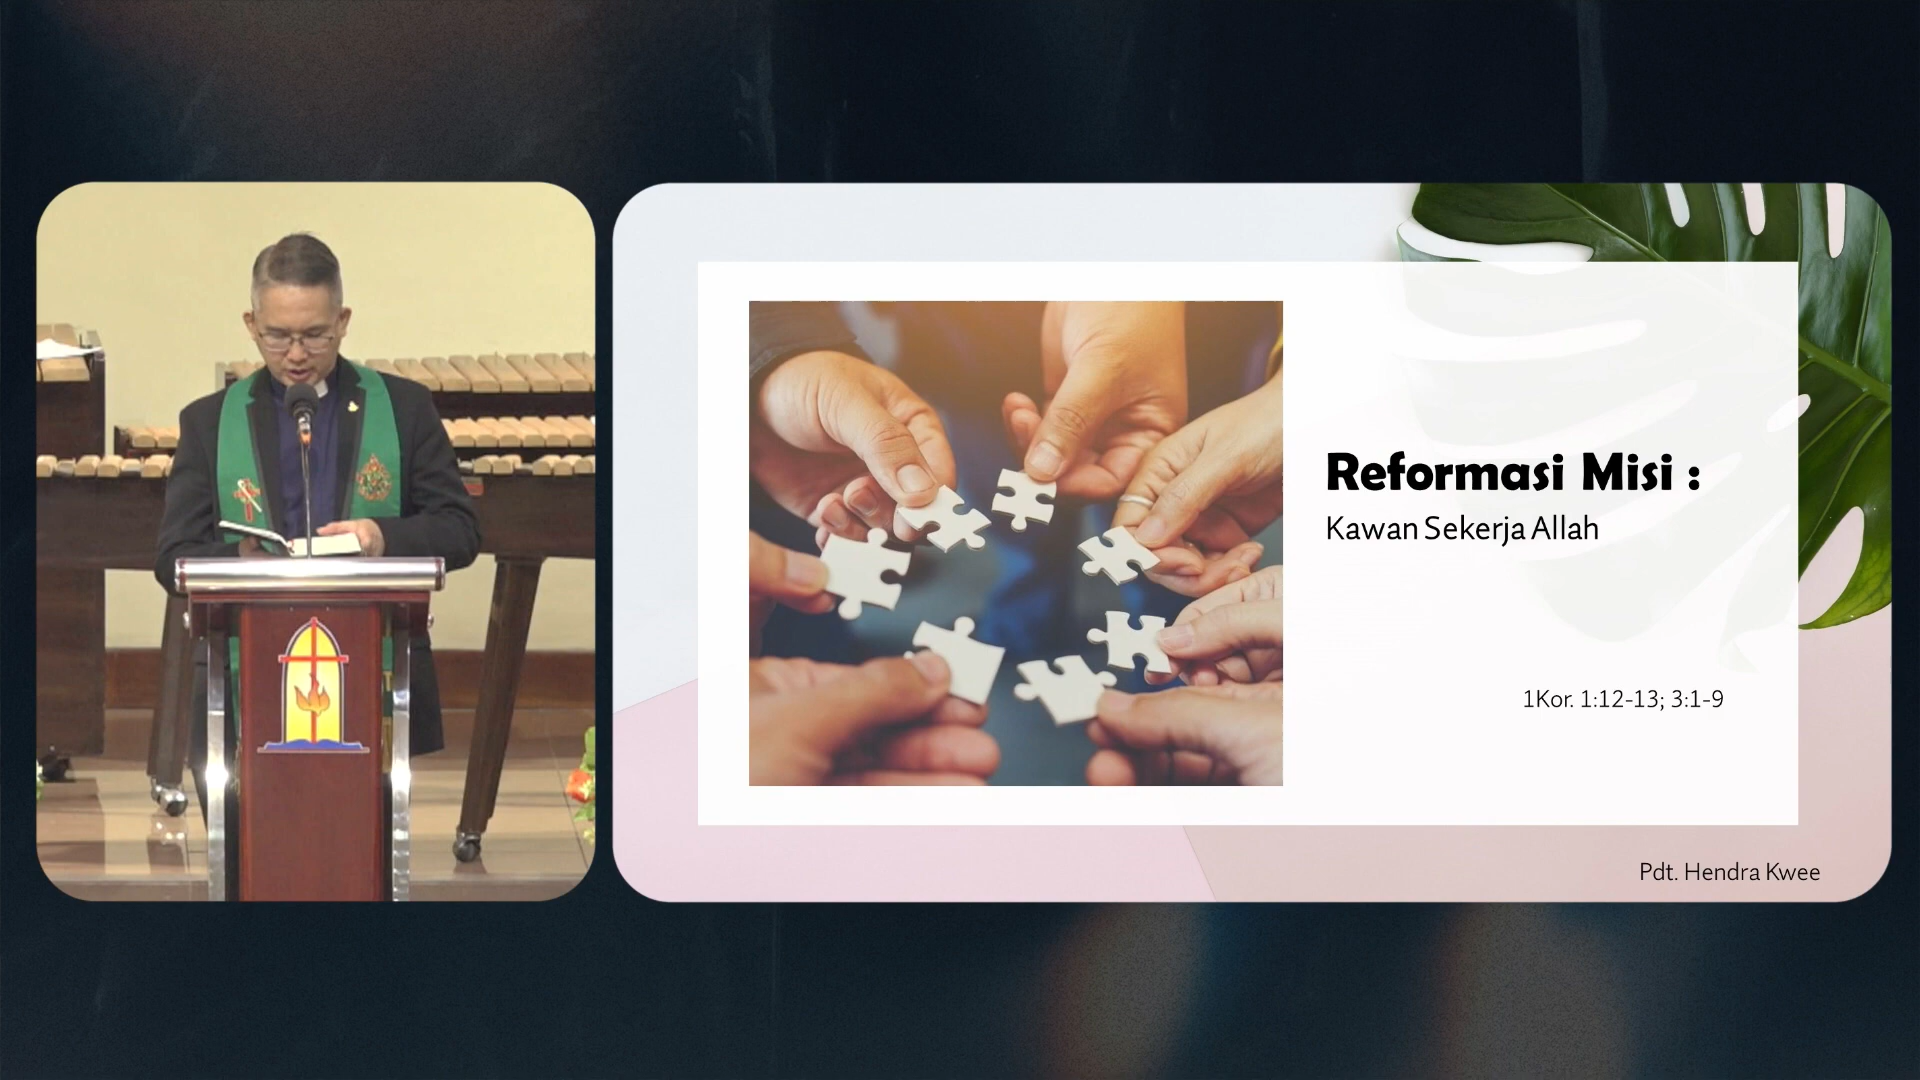 Reformasi Misi :
Kawan Sekerja Allah
1Kor. 1:12-13; 3:1-9
Pdt. Hendra Kwee